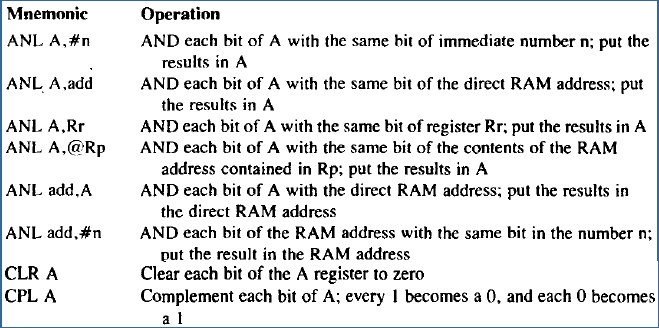 Mnemonic Operation
ANL A,#n AND each bit of A with the same bit of immediate number n; put the
results in A
ANL A,add AND each bit of A with the same bit of the direct RAM address; put
the results in A
ANL A,Rr AND each bit of A with the same bit of register Rr; put the results in A
ANL A,@Rp AND each bit of A with the same bit of the contents of the RAM
address contained in Rp; put the results in A
ANL add,A AND each bit of A with the direct RAM address; put the results in
the direct RAM address
ANL add,#n AND each bit of the RAM address with the same bit in the number n;
put the result in the RAM address
CLR A Clear each bit of the A register to zero
CPL A Complement each bit of A; every 1 becomes a 0, and each 0 becomes
a 1